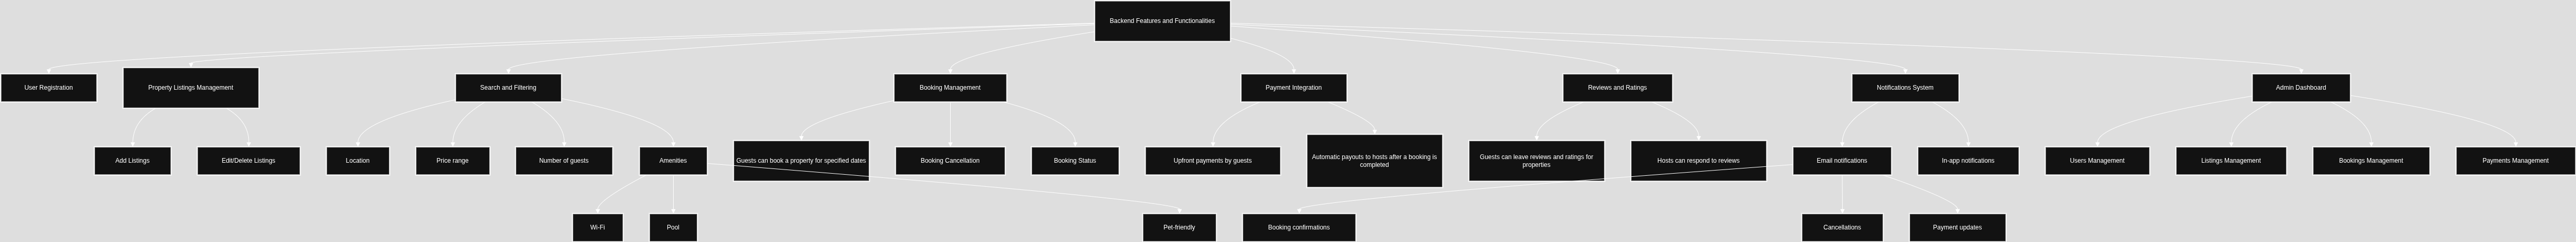 Backend Features and Functionalities
User Registration
Property Listings Management
Search and Filtering
Booking Management
Payment Integration
Reviews and Ratings
Notifications System
Admin Dashboard
Add Listings
Edit/Delete Listings
Location
Price range
Number of guests
Amenities
Guests can book a property for specified dates
Booking Cancellation
Booking Status
Upfront payments by guests
Automatic payouts to hosts after a booking is
completed
Guests can leave reviews and ratings for
properties
Hosts can respond to reviews
Email notifications
In-app notifications
Users Management
Listings Management
Bookings Management
Payments Management
Wi-Fi
Pool
Pet-friendly
Booking confirmations
Cancellations
Payment updates